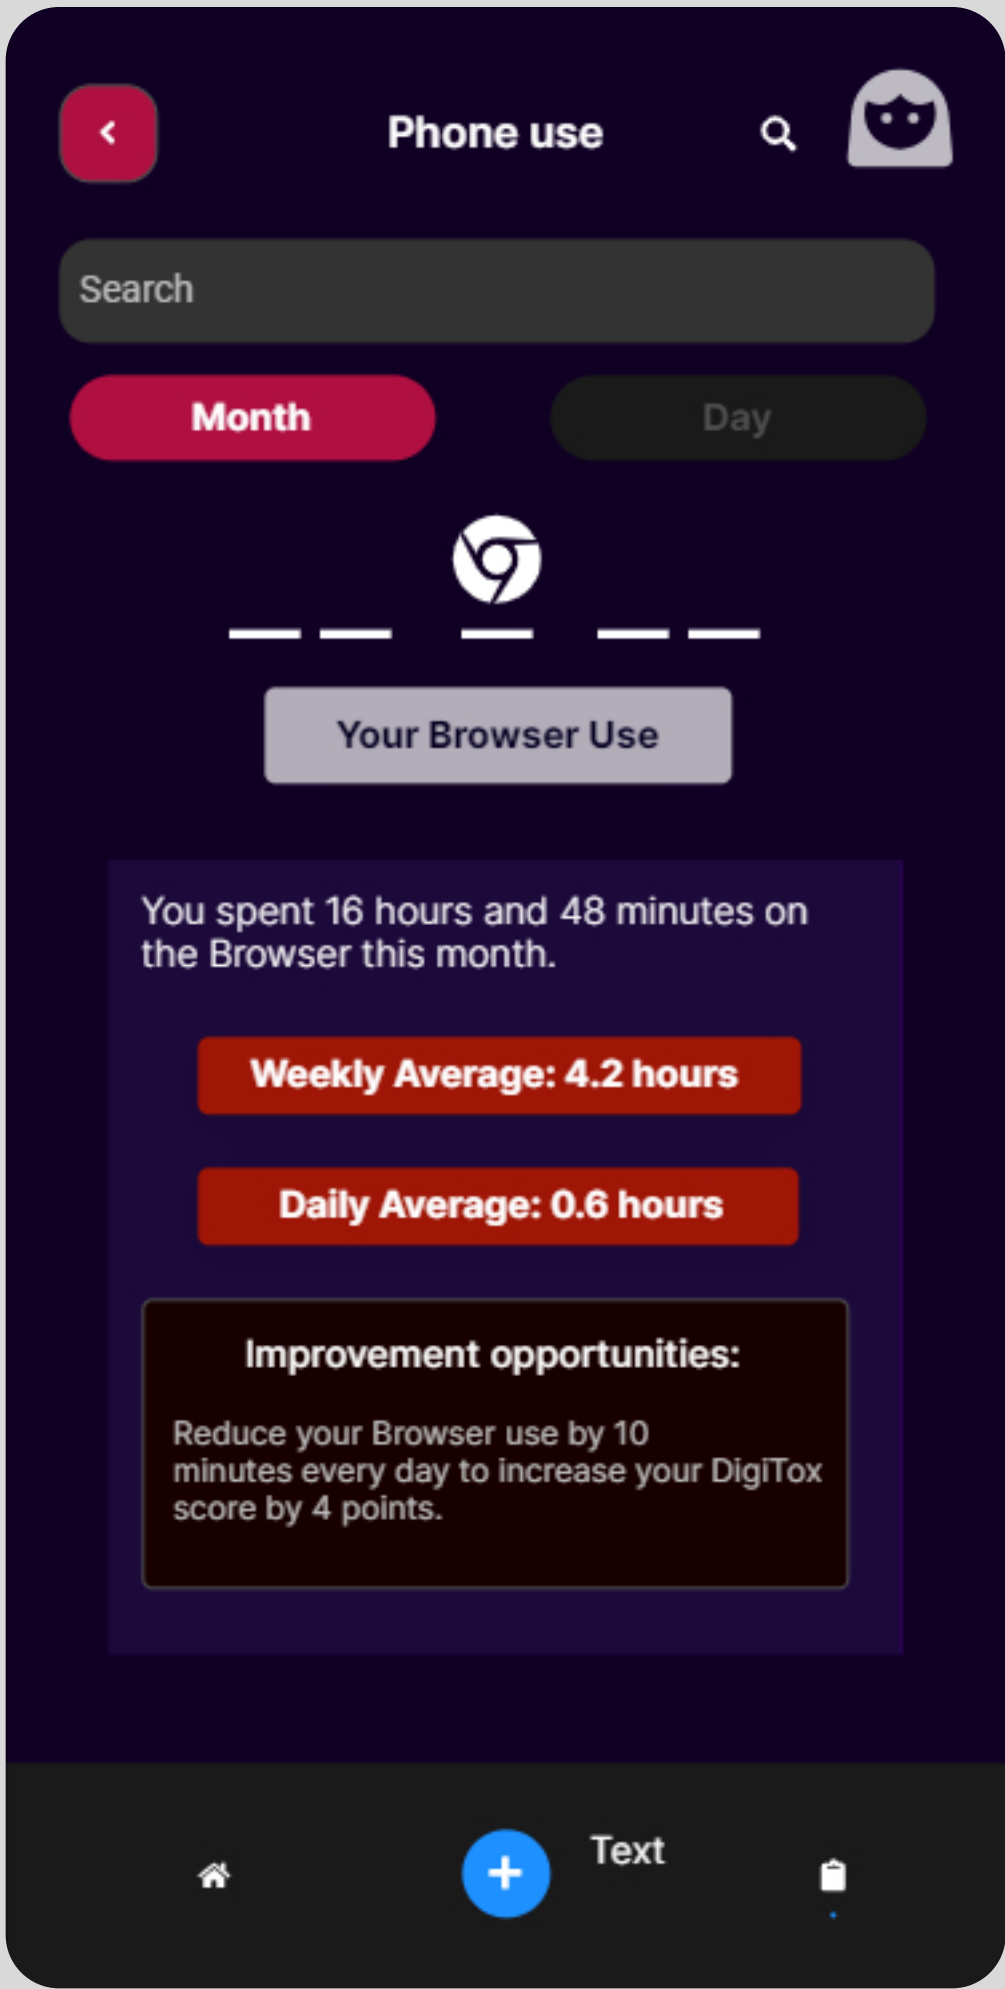 Phone use
Search
Month
Day
Your Browser Use
You spent 16 hours and 48 minutes on
the Browser this month.
Weekly Average: 4.2 hours
Daily Average: 0.6 hours
Improvement opportunities:
Reduce your Browser use by 10
minutes every day to increase your DigiTox
score by 4 points.
Text